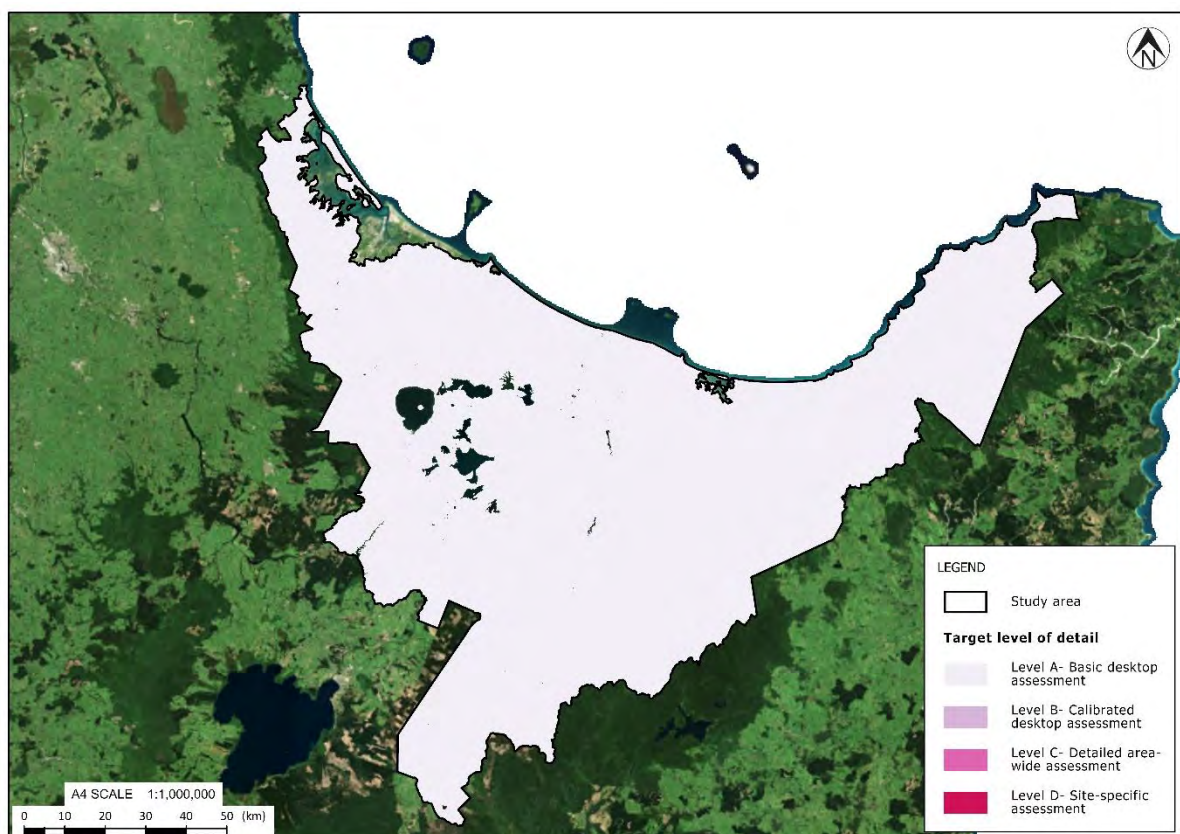 N
LEGEND
Study area
Target level of detail
Level A- Basic desktop
assessment
Level B- Calibrated
desktop assessment
Level C- Detailed area-
wide assessment
Level D- Site-specific
assessment
A4 SCALE 1:1,000,000
0 10 20 30 40 50 (km)